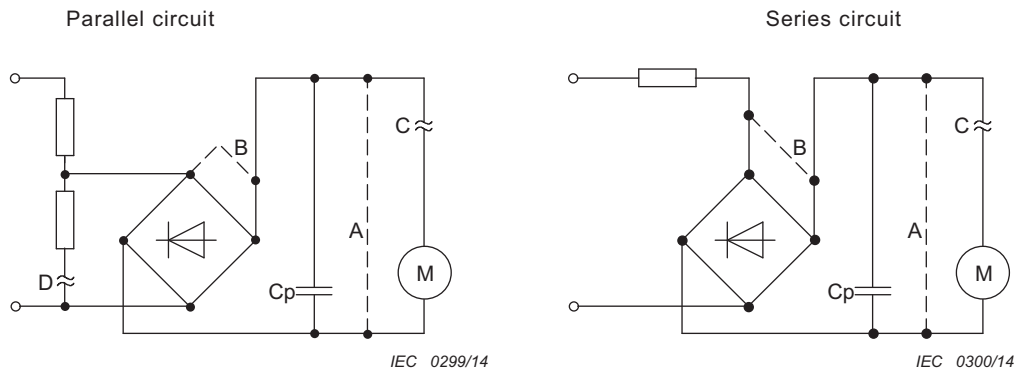 Parallel circuit
Series circuit
C
B
A
D
M
Cp
IEC 0299/14
C
B
A
M
Cp
IEC 0300/14